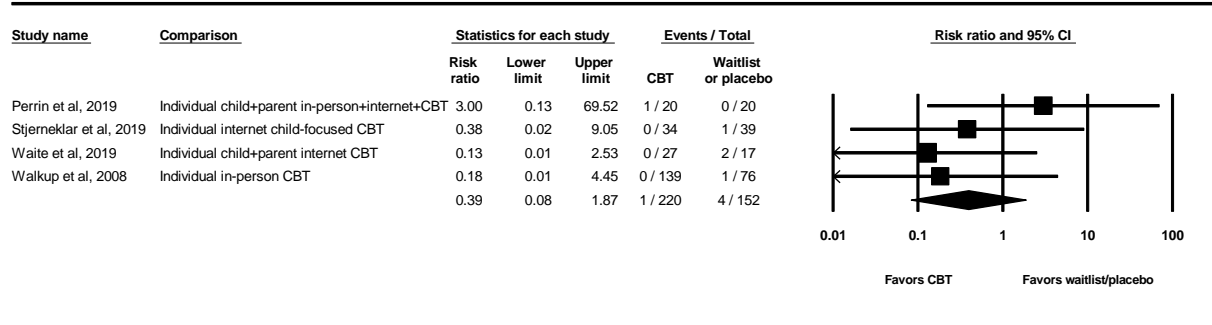 Study name Comparison Statistics for each study Events / Total Risk ratio and 95% CI
Risk ratio Lower limit Upper limit CBT Waitlist or placebo
Perrin et al, 2019 Individual child+parent in-person+internet+CBT 3.00 0.13 69.52 1 / 20 0 / 20
Stjerneklar et al, 2019 Individual internet child-focused CBT 0.38 0.02 9.05 0 / 34 1 / 39
Waite et al, 2019 Individual child+parent internet CBT 0.13 0.01 2.53 0 / 27 2 / 17
Walkup et al, 2008 Individual in-person CBT 0.18 0.01 4.45 0 / 139 1 / 76
0.39 0.08 1.87 1 / 220 4 / 152
0.01 0.1 1 10 100
Favors CBT Favors waitlist/placebo